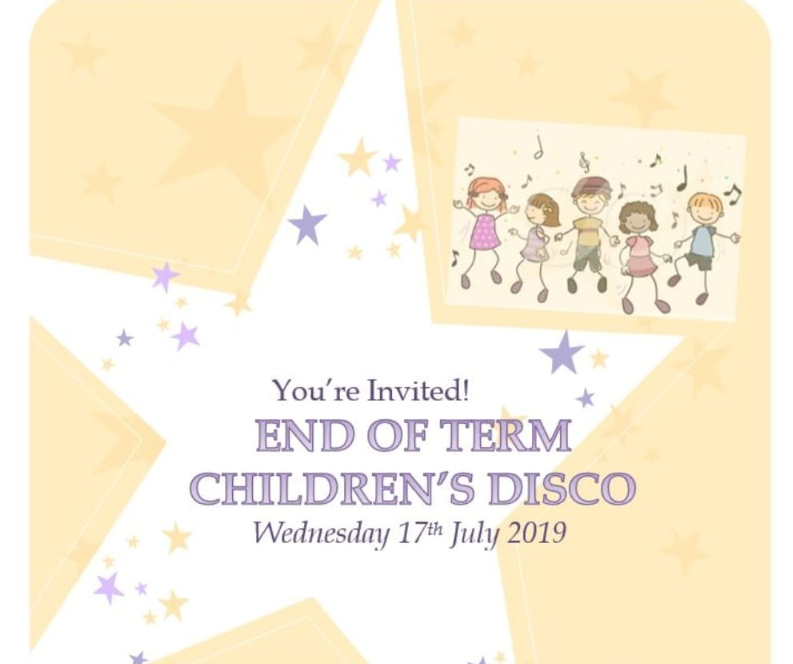 You're Invited!
END OF TERM
CHILDREN'S DISCO
Wednesday 17th July 2019